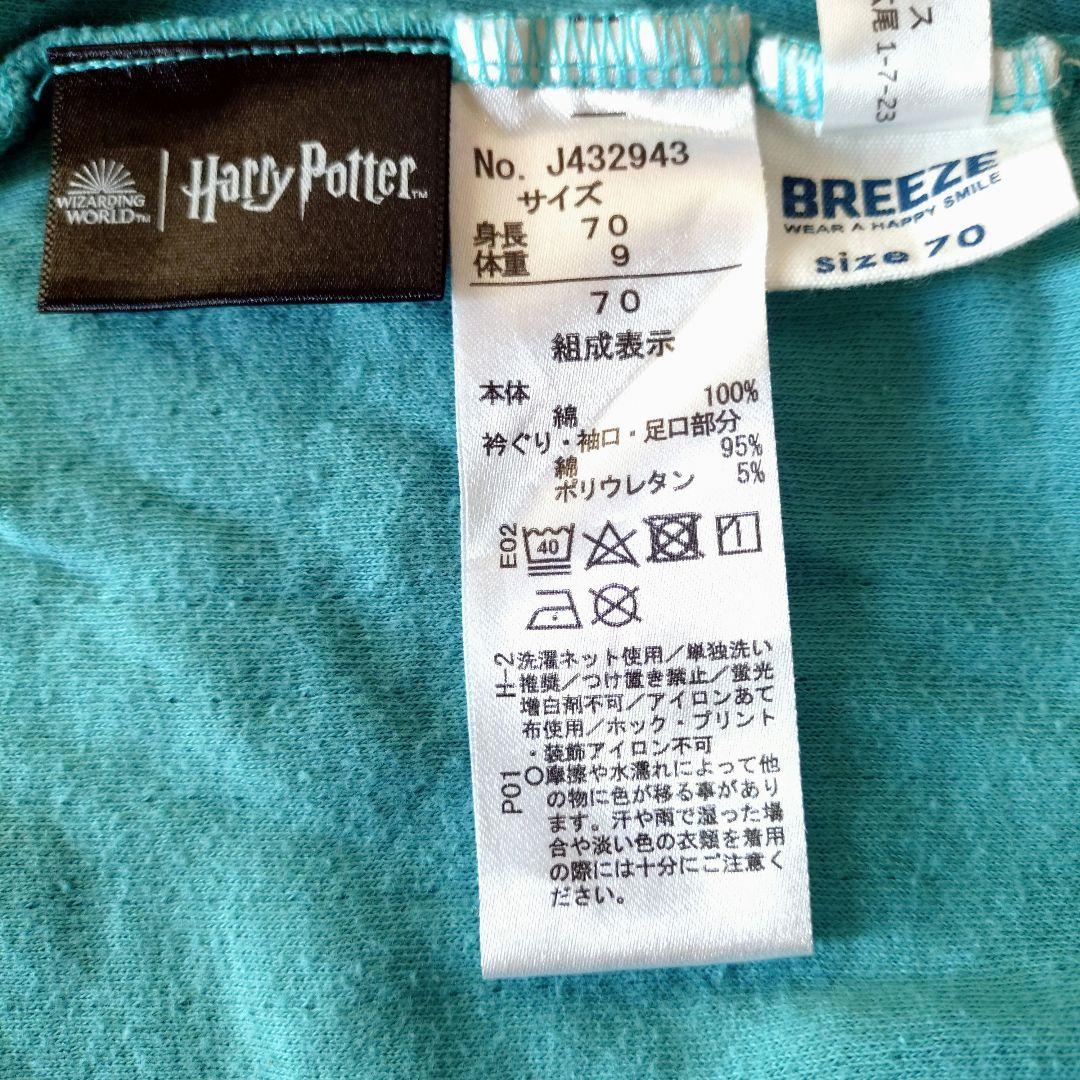 WIZARDING
WORLD™
Harry Potter™
No. J432943
サイズ
身長 70
体重 9
70
組成表示
本体
綿 100%
衿ぐり・袖口・足口部分
綿 95%
ポリウレタン 5%
E02
40
1
H-2
洗濯ネット使用/単独洗い
推奨/つけ置き禁止/蛍光
増白剤不可/アイロンあて
布使用/ホック・プリント
・装飾アイロン不可
P01
○摩擦や水濡れによって他
の物に色が移る事があり
ます。汗や雨で湿った場
合や淡い色の衣類を着用
の際には十分にご注意く
ださい。
ス
尾 1-7-23
BREEZE
WEAR A HAPPY SMILE
Size 70